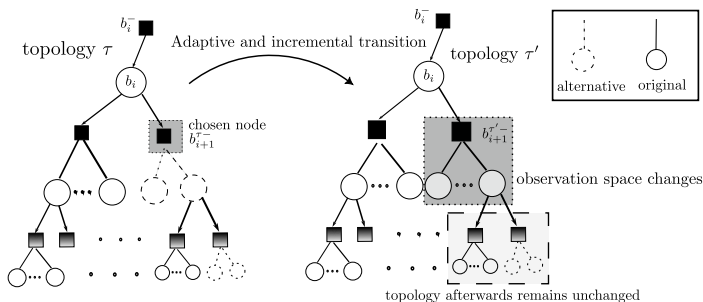 b_i^-
topology τ
b_i
chosen node
b_{i+1}^{τ-}
Adaptive and incremental transition
b_i^-
topology τ′
b_i
b_{i+1}^{τ′-}
observation space changes
topology afterwards remains unchanged
alternative
original